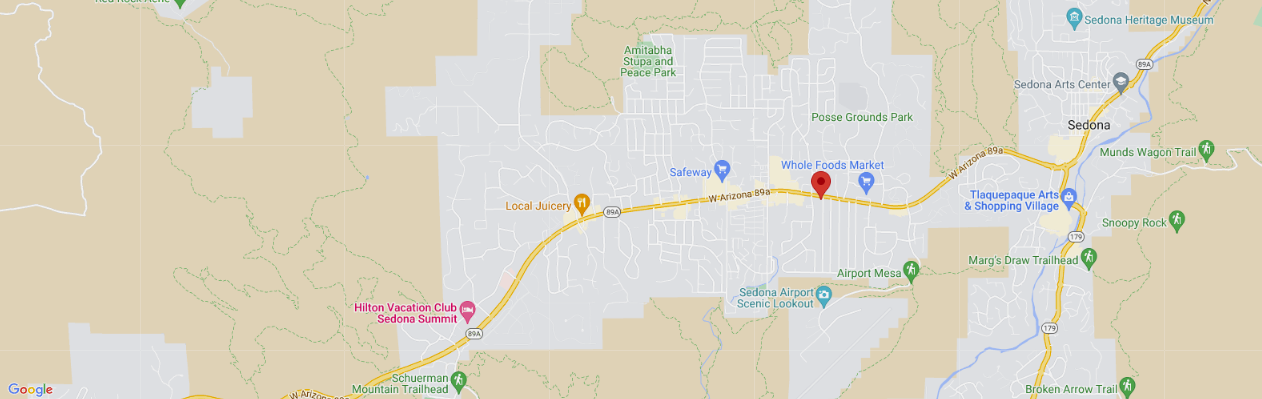 Red Rock Arene
Sedona Heritage Museum
Amitabha
Stupa and
Peace Park
89A
Sedona Arts Center
Posse Grounds Park
Sedona
W Arizona 89a
Munds Wagon Trail
Whole Foods Market
Safeway
W Arizona 89a
Tlaquepaque Arts
& Shopping Village
Local Juicery
89A
Snoopy Rock
179
Marg's Draw Trailhead
Airport Mesa
Sedona Airport
Scenic Lookout
Hilton Vacation Club
Sedona Summit
89A
179
Schuerman
Mountain Trailhead
Google
W Arizona 89a
Broken Arrow Trail